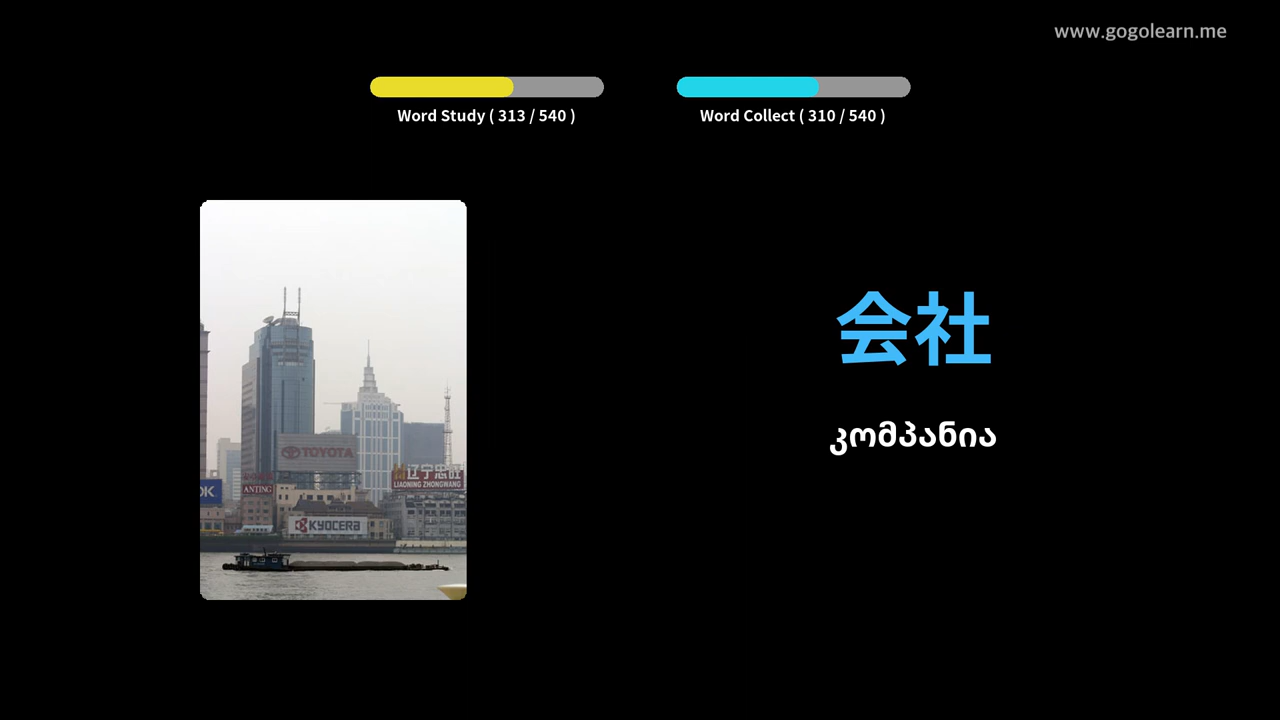 www.gogolearn.me
Word Study ( 313 / 540 )
Word Collect ( 310 / 540 )
会社
კომპანია
TOYOTA
辽宁忠旺
LIAONING ZHONGWANG
OK
ANTING
KYOCERA